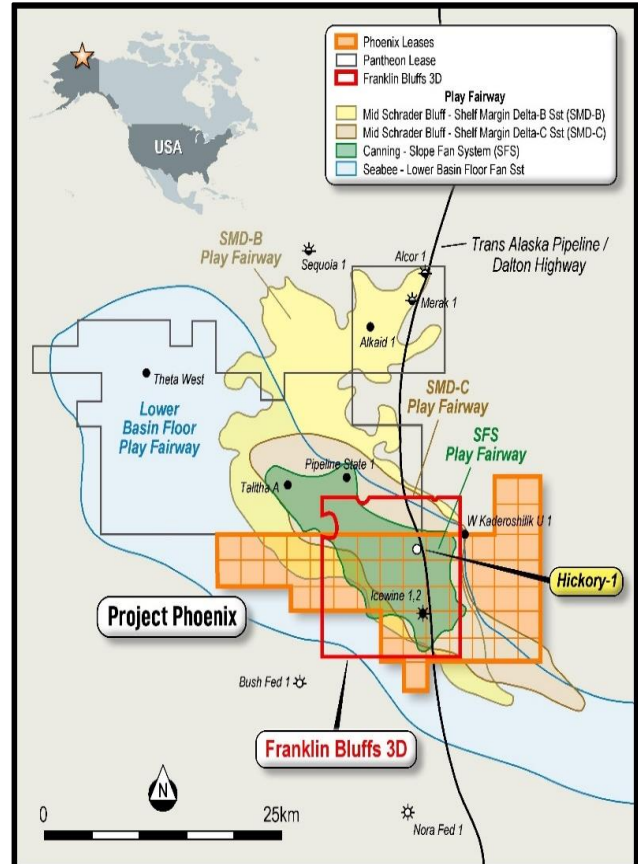 USA
Phoenix Leases
Pantheon Lease
Franklin Bluffs 3D
Play Fairway
Mid Schrader Bluff - Shelf Margin Delta-B Sst (SMD-B)
Mid Schrader Bluff - Shelf Margin Delta-C Sst (SMD-C)
Canning - Slope Fan System (SFS)
Seabee - Lower Basin Floor Fan Sst
SMD-B
Play Fairway
Sequoia 1
Alcor 1
Trans Alaska Pipeline /
Dalton Highway
Merak 1
Alkaid 1
Theta West
Lower
Basin Floor
Play Fairway
SMD-C
Play Fairway
SFS
Play Fairway
Pipeline State 1
Talitha A
W Kaderoshilik U 1
Hickory-1
Icewine 1,2
Project Phoenix
Bush Fed 1
Franklin Bluffs 3D
N
0
25km
Nora Fed 1